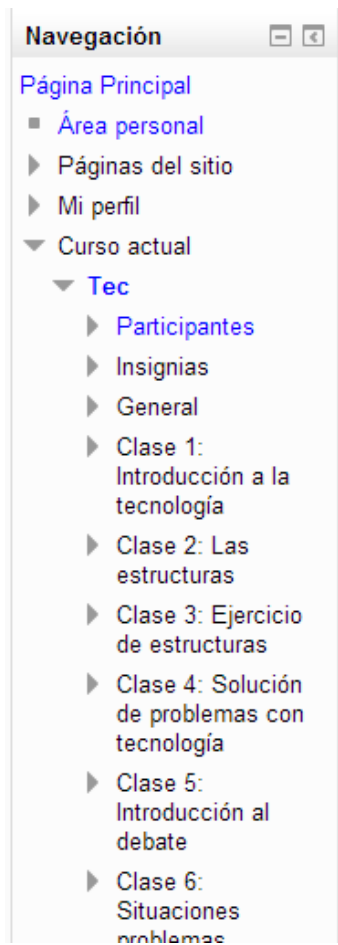 Navegación
Página Principal
Área personal
Páginas del sitio
Mi perfil
Curso actual
Tec
Participantes
Insignias
General
Clase 1:
Introducción a la
tecnología
Clase 2: Las
estructuras
Clase 3: Ejercicio
de estructuras
Clase 4: Solución
de problemas con
tecnología
Clase 5:
Introducción al
debate
Clase 6:
Situaciones
problemas